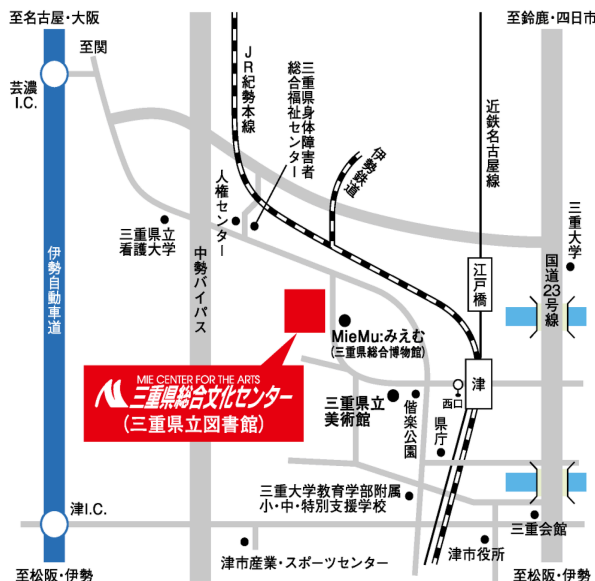 至名古屋・大阪
至鈴鹿・四日市
至関
芸濃
I.C.
JR紀勢本線
三重県身体障害者
総合福祉センター
近鉄名古屋線
伊勢鉄道
人権センター
三重県立
看護大学
三重大学
伊勢自動車道
中勢バイパス
江戸橋
国道23号線
MieMu:みえむ
(三重県総合博物館)
MIE CENTER FOR THE ARTS
三重県総合文化センター
(三重県立図書館)
津
西口
三重県立
美術館
偕楽公園
県庁
三重大学教育学部附属
小・中・特別支援学校
津I.C.
三重会館
津市産業・スポーツセンター
津市役所
至松阪・伊勢
至松阪・伊勢